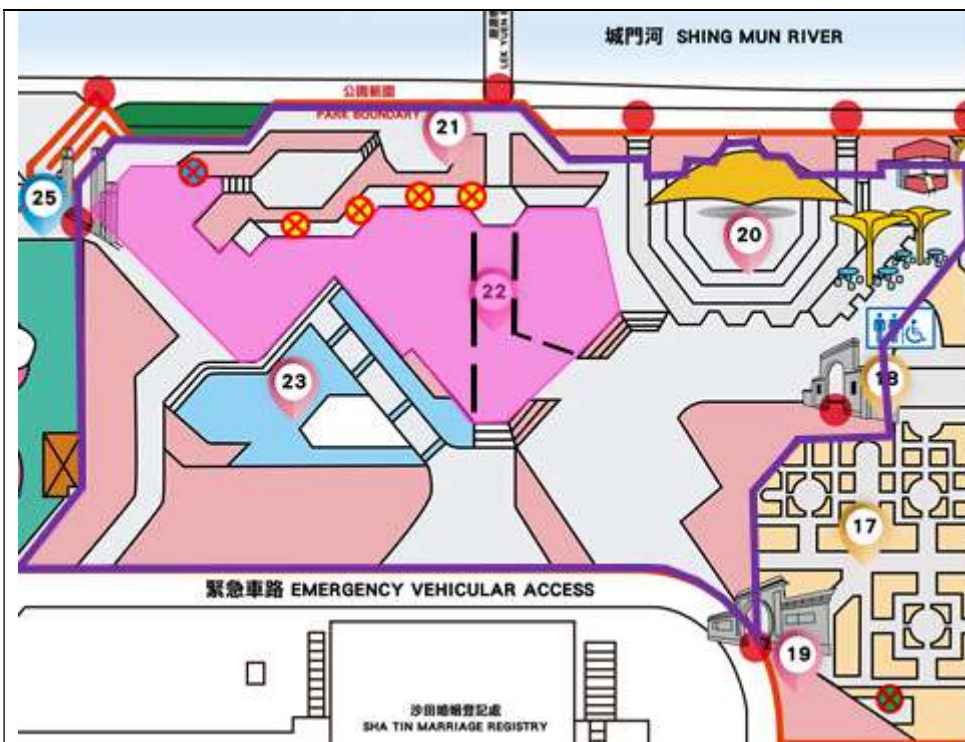 LEK YUEN
城門河 SHING MUN RIVER
公園範圍
PARK BOUNDARY
21
25
20
22
23
18
17
緊急車路 EMERGENCY VEHICULAR ACCESS
19
沙田婚姻登記處
SHA TIN MARRIAGE REGISTRY